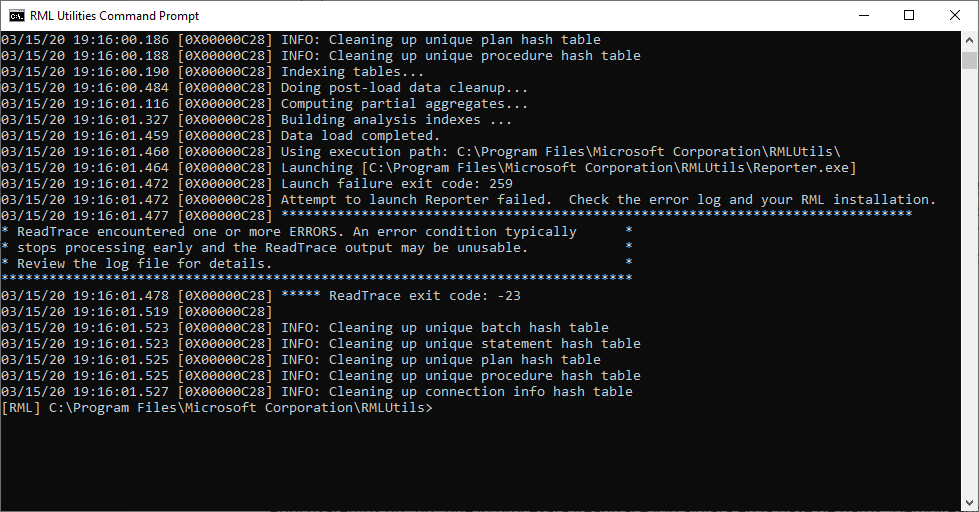 RML Utilities Command Prompt
03/15/20 19:16:00.186 [0X00000C28] INFO: Cleaning up unique plan hash table
03/15/20 19:16:00.188 [0X00000C28] INFO: Cleaning up unique procedure hash table
03/15/20 19:16:00.190 [0X00000C28] Indexing tables...
03/15/20 19:16:00.484 [0X00000C28] Doing post-load data cleanup...
03/15/20 19:16:01.116 [0X00000C28] Computing partial aggregates...
03/15/20 19:16:01.327 [0X00000C28] Building analysis indexes ...
03/15/20 19:16:01.459 [0X00000C28] Data load completed.
03/15/20 19:16:01.460 [0X00000C28] Using execution path: C:\Program Files\Microsoft Corporation\RMLUtils\
03/15/20 19:16:01.464 [0X00000C28] Launching [C:\Program Files\Microsoft Corporation\RMLUtils\Reporter.exe]
03/15/20 19:16:01.472 [0X00000C28] Launch failure exit code: 259
03/15/20 19:16:01.472 [0X00000C28] Attempt to launch Reporter failed.  Check the error log and your RML installation.
03/15/20 19:16:01.477 [0X00000C28] *******************************************************************************
* ReadTrace encountered one or more ERRORS. An error condition typically      *
* stops processing early and the ReadTrace output may be unusable.            *
* Review the log file for details.                                            *
*******************************************************************************
03/15/20 19:16:01.478 [0X00000C28] ***** ReadTrace exit code: -23
03/15/20 19:16:01.519 [0X00000C28]
03/15/20 19:16:01.523 [0X00000C28] INFO: Cleaning up unique batch hash table
03/15/20 19:16:01.523 [0X00000C28] INFO: Cleaning up unique statement hash table
03/15/20 19:16:01.525 [0X00000C28] INFO: Cleaning up unique plan hash table
03/15/20 19:16:01.525 [0X00000C28] INFO: Cleaning up unique procedure hash table
03/15/20 19:16:01.527 [0X00000C28] INFO: Cleaning up connection info hash table
[RML] C:\Program Files\Microsoft Corporation\RMLUtils>